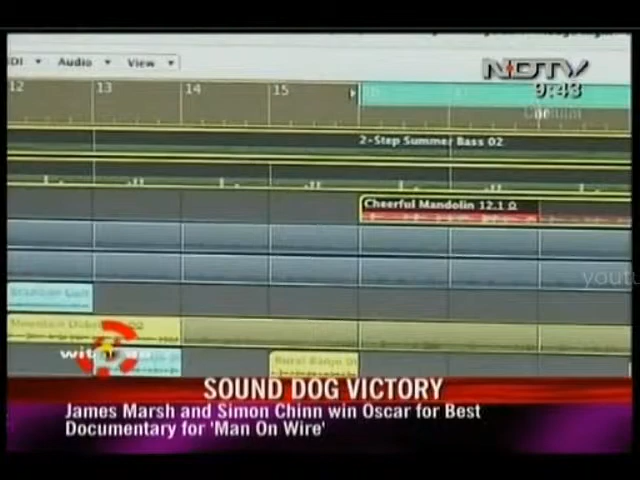 Audio
View
NDTV
9:43
12 13 14 15
2-Step Summer Bass 02
Cheerful Mandolin 12.1
youtu
SOUND DOG VICTORY
James Marsh and Simon Chinn win Oscar for Best
Documentary for 'Man On Wire'